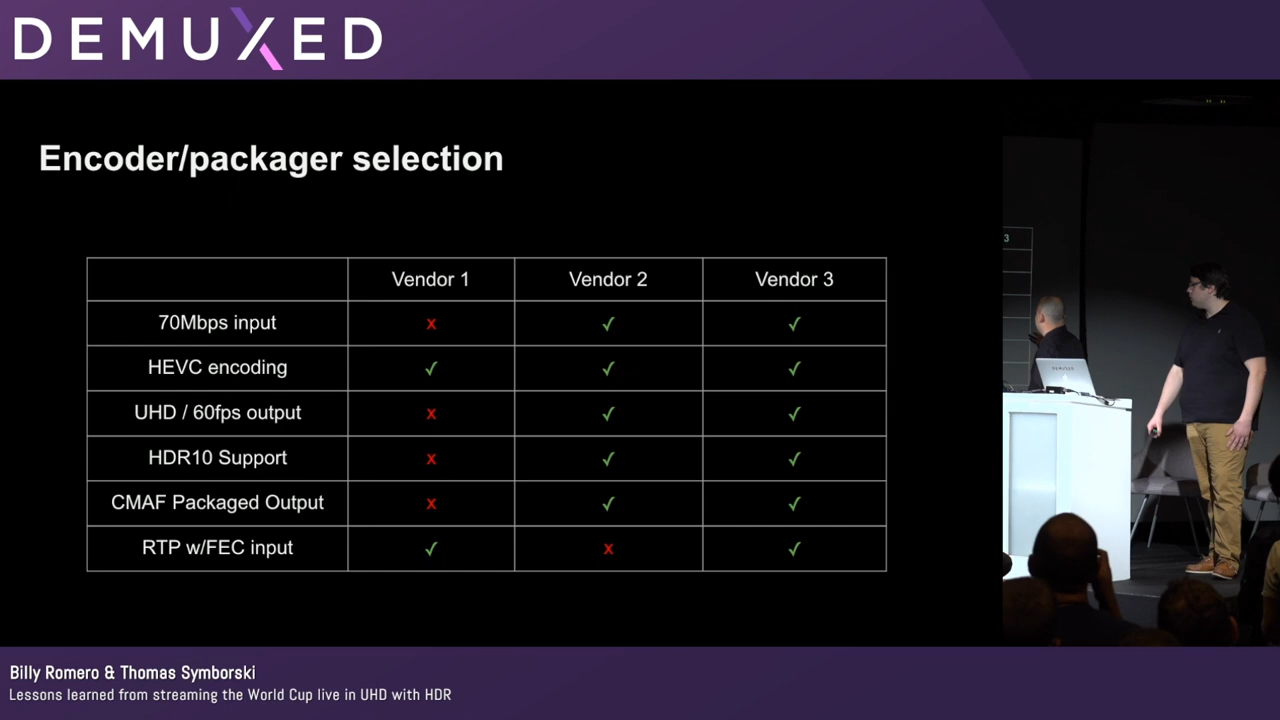 DEMUXED
Encoder/packager selection
Vendor 1 Vendor 2 Vendor 3
70Mbps input x ✓ ✓
HEVC encoding ✓ ✓ ✓
UHD / 60fps output x ✓ ✓
HDR10 Support x ✓ ✓
CMAF Packaged Output x ✓ ✓
RTP w/FEC input ✓ x ✓
3
DEMUXED
Billy Romero & Thomas Symborski
Lessons learned from streaming the World Cup live in UHD with HDR